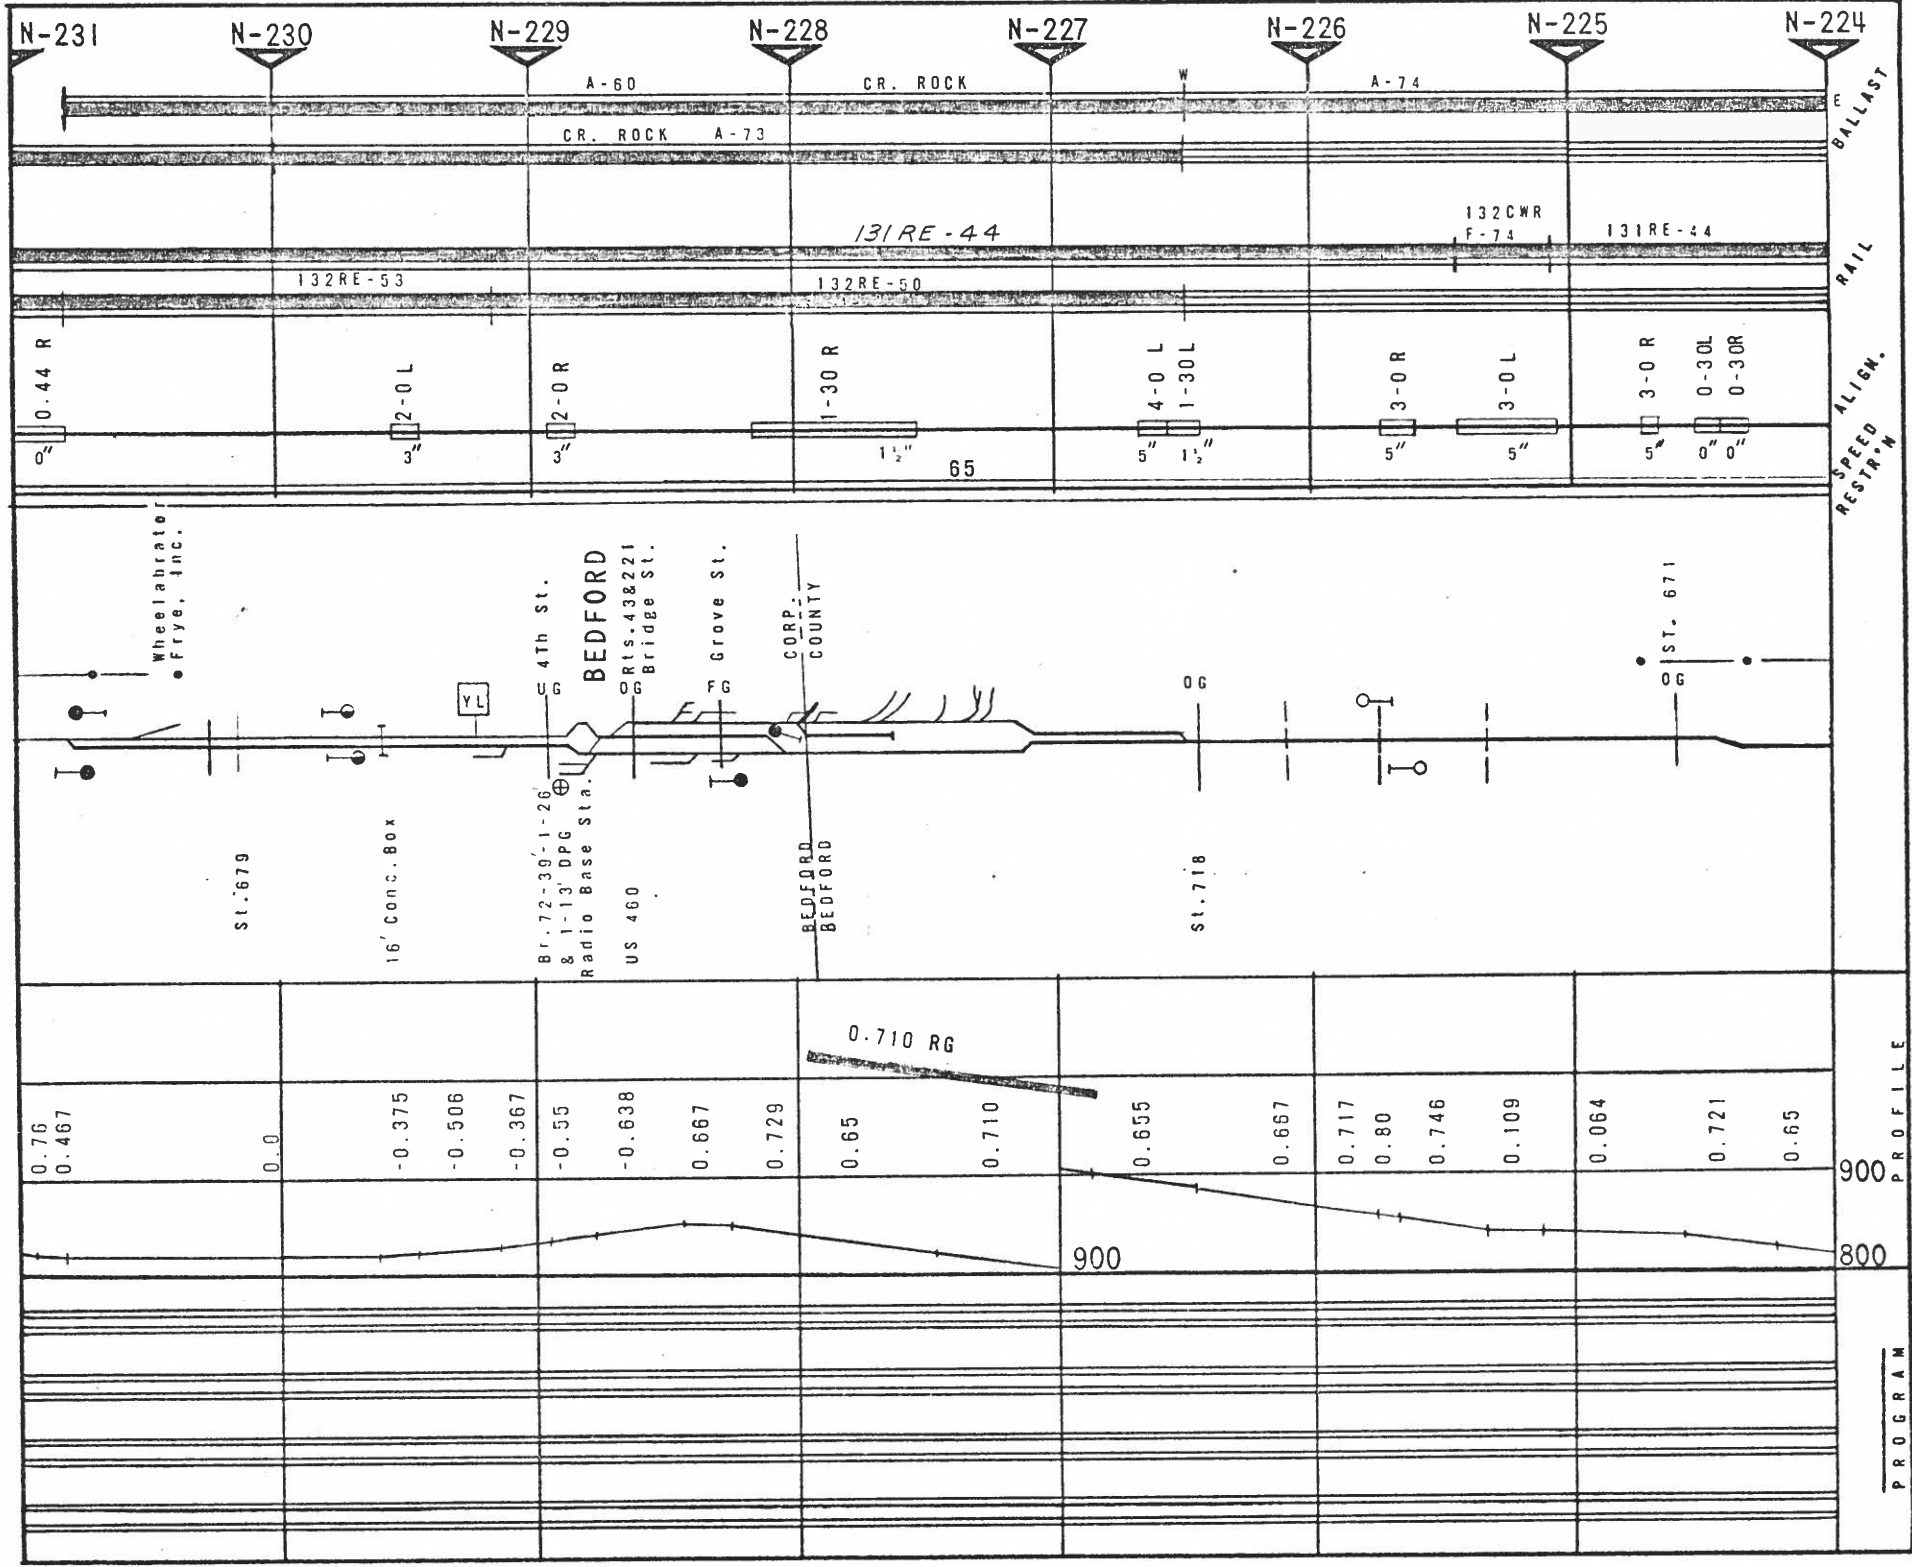 N-231 N-230 N-229 N-228 N-227 N-226 N-225 N-224
A-60 CR. ROCK W A-74 E
BALLAST
CR. ROCK A-73
131RE-44
132CWR
F-74
131RE-44
RAIL
132RE-53 132RE-50
0.44 R
2-0 L
2-0 R
1-30 R
4-0 L
1-30L
3-0 R
3-0 L
3-0 R
0-30L
0-30R
ALIGN.
0" 3" 3" 1½" 5" 1½" 5" 5" 5" 0" 0"
65
SPEED
RESTR'N
Wheelabrator
Frye, Inc.
4Th St.
BEDFORD
Rts.43&221
Bridge St.
Grove St.
CORP.
COUNTY
ST. 671
YL
UG
OG
FG
OG
OG
St.679
16' Conc.Box
Br.72-39'-1-26'
& 1-13' DPG
Radio Base Sta.
US 460
BEDFORD
BEDFORD
St.718
0.710 RG
0.76
0.467
0.0
-0.375
-0.506
-0.367
-0.55
-0.638
0.667
0.729
0.65
0.710
0.655
0.667
0.717
0.80
0.746
0.109
0.064
0.721
0.65
PROFILE
900
900
800
PROGRAM